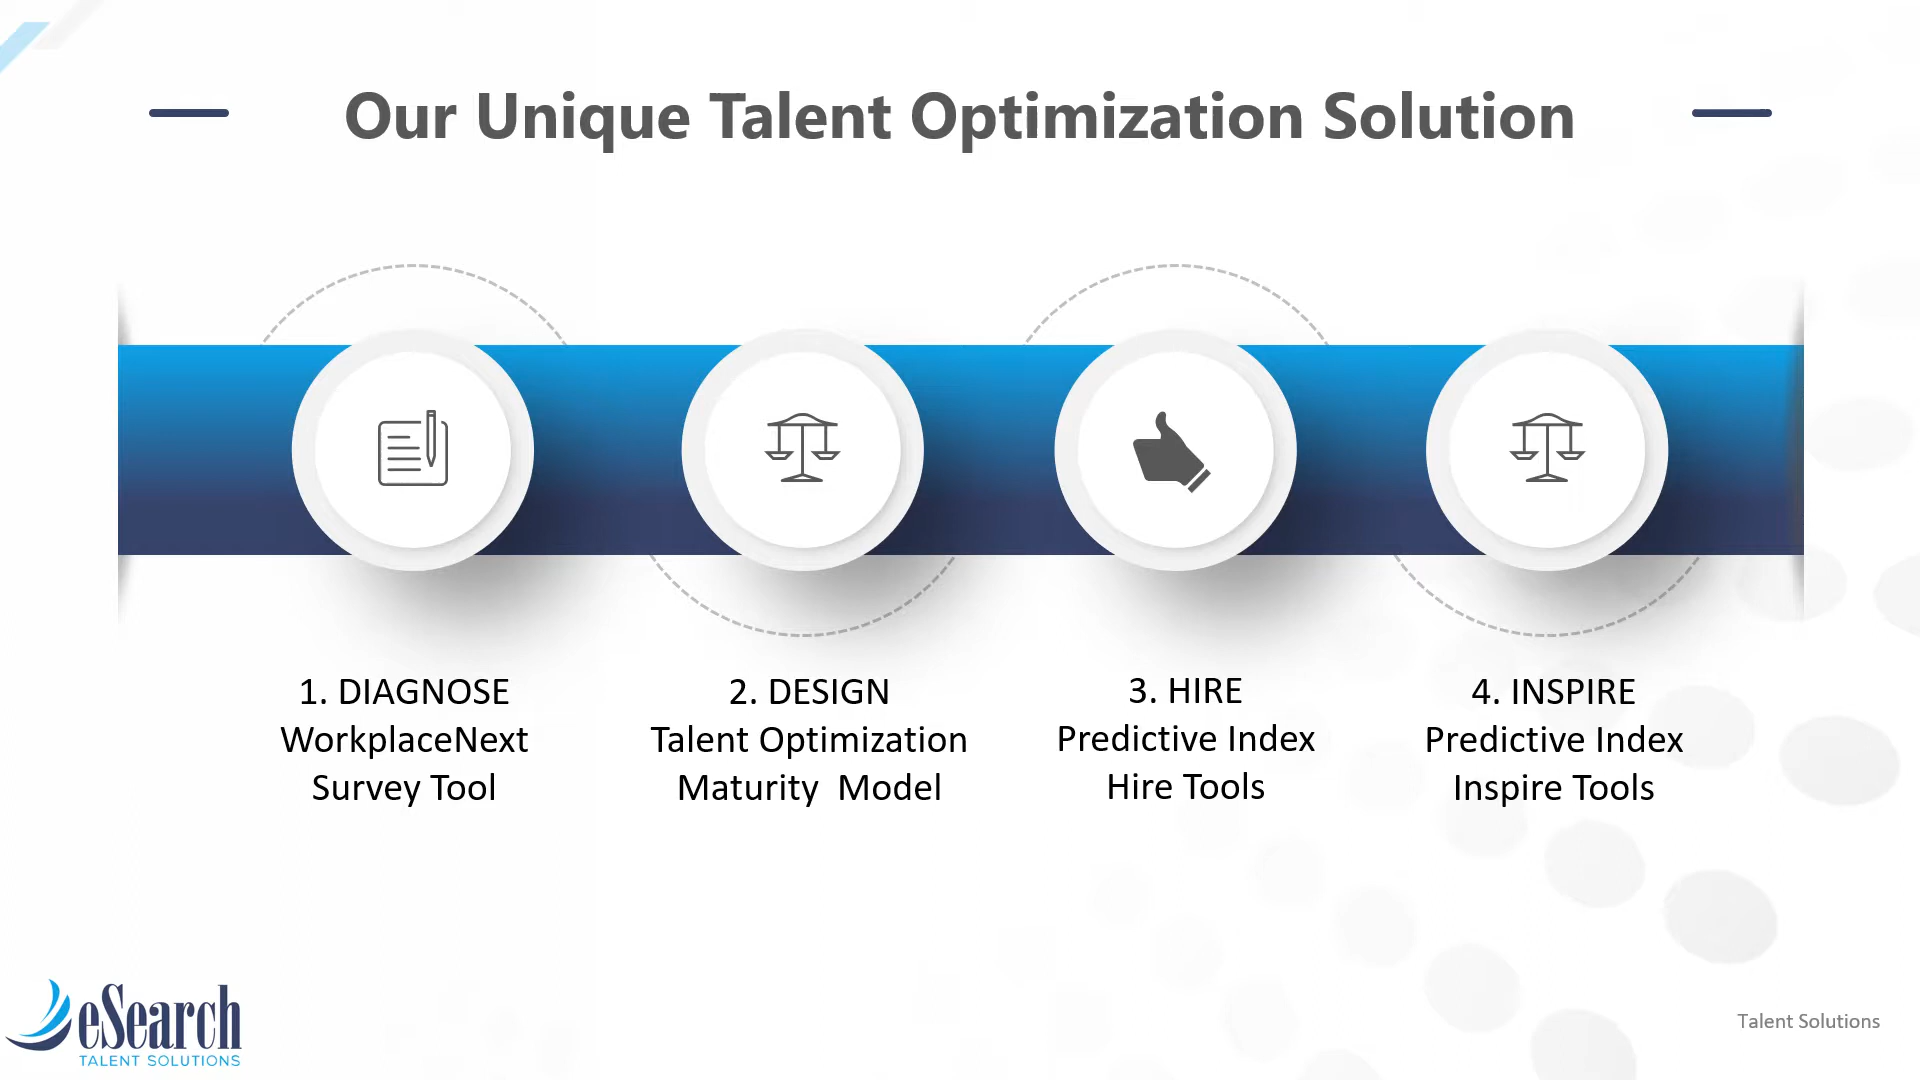 Our Unique Talent Optimization Solution
1. DIAGNOSE
WorkplaceNext
Survey Tool
2. DESIGN
Talent Optimization
Maturity  Model
3. HIRE
Predictive Index
Hire Tools
4. INSPIRE
Predictive Index
Inspire Tools
eSearch
TALENT SOLUTIONS
Talent Solutions